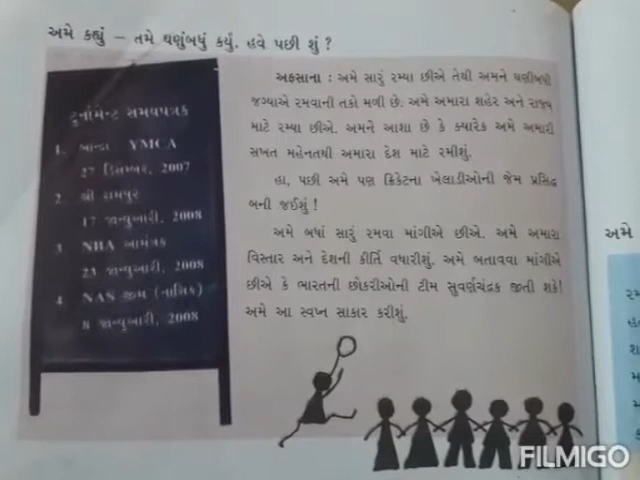 અમે કહ્યું – તમે ઘણુંબધું કર્યું. હવે પછી શું ?
ટુર્નામેન્ટ સમયપત્રક
1. બાન્દ્રા YMCA
27 ડિસેમ્બર, 2007
2. શ્રી રામપુર
17 જાન્યુઆરી, 2008
3 NBA આમંત્રક
23 જાન્યુઆરી, 2008
4. NAS જીમ (નાસિક)
8 જાન્યુઆરી, 2008
અફસાના : અમે સારું રમ્યા છીએ તેથી અમને ઘણીબધી
જગ્યાએ રમવાની તકો મળી છે. અમે અમારા શહેર અને રાજ્ય
માટે રમ્યા છીએ. અમને આશા છે કે ક્યારેક અમે અમારી
સખત મહેનતથી અમારા દેશ માટે રમીશું.
હા, પછી અમે પણ ક્રિકેટના ખેલાડીઓની જેમ પ્રસિદ્ધ
બની જઈશું !
અમે બધાં સારું રમવા માંગીએ છીએ. અમે અમારા
વિસ્તાર અને દેશની કીર્તિ વધારીશું. અમે બતાવવા માંગીએ
છીએ કે ભારતની છોકરીઓની ટીમ સુવર્ણચંદ્રક જીતી શકે!
અમે આ સ્વપ્ન સાકાર કરીશું.
અમે
FILMIGO